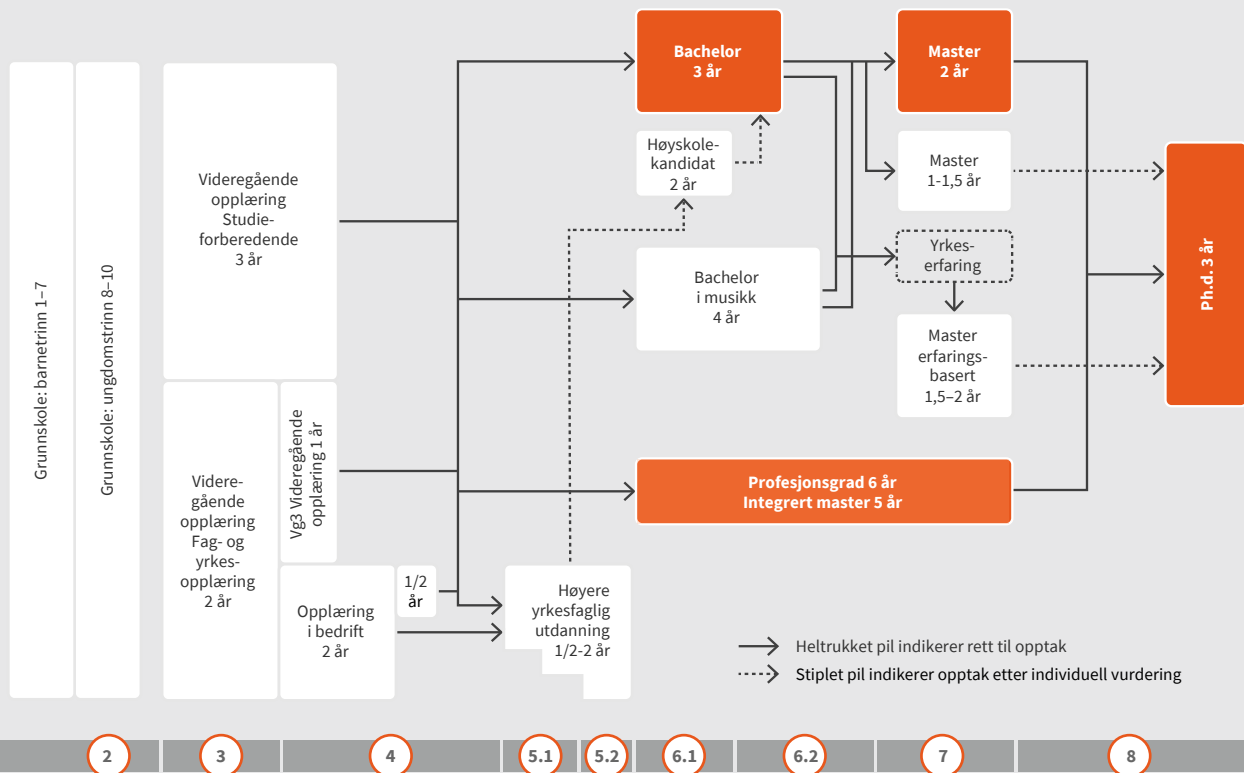 Grunnskole: barnetrinn 1–7
Grunnskole: ungdomstrinn 8–10
Videregående
opplæring
Studie-
forberedende
3 år
Videre-
gående
opplæring
Fag- og
yrkes-
opplæring
2 år
Vg3 Videregående
opplæring 1 år
Opplæring
i bedrift
2 år
1/2
år
Høyere
yrkesfaglig
utdanning
1/2-2 år
Bachelor
3 år
Høyskole-
kandidat
2 år
Bachelor
i musikk
4 år
Profesjonsgrad 6 år
Integrert master 5 år
Master
2 år
Master
1-1,5 år
Yrkes-
erfaring
Master
erfarings-
basert
1,5–2 år
Ph.d. 3 år
Heltrukket pil indikerer rett til opptak
Stiplet pil indikerer opptak etter individuell vurdering
2
3
4
5.1
5.2
6.1
6.2
7
8